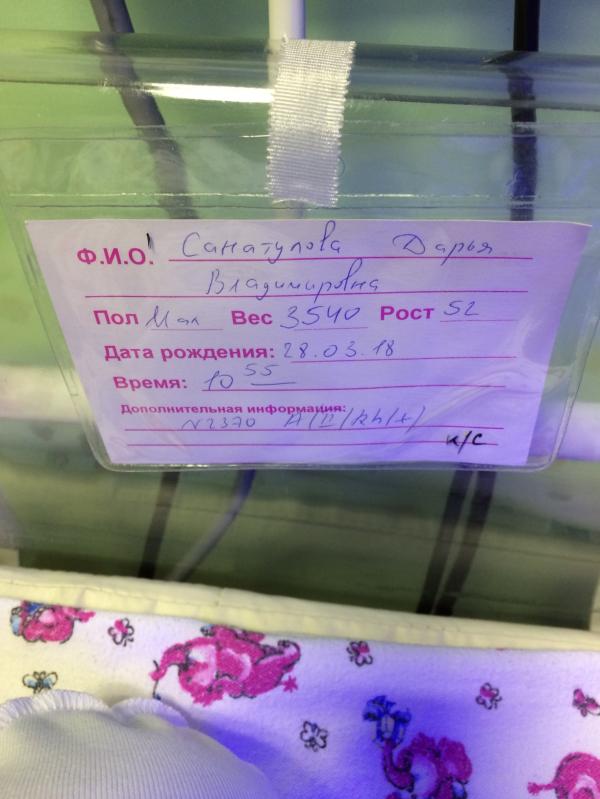 Ф.И.О. Санатулова Дарья
Владимировна
Пол Мал Вес 3540 Рост 52
Дата рождения: 28.03.18
Время: 10 55
Дополнительная информация:
N2370 A(II)Rh(+)
к/с